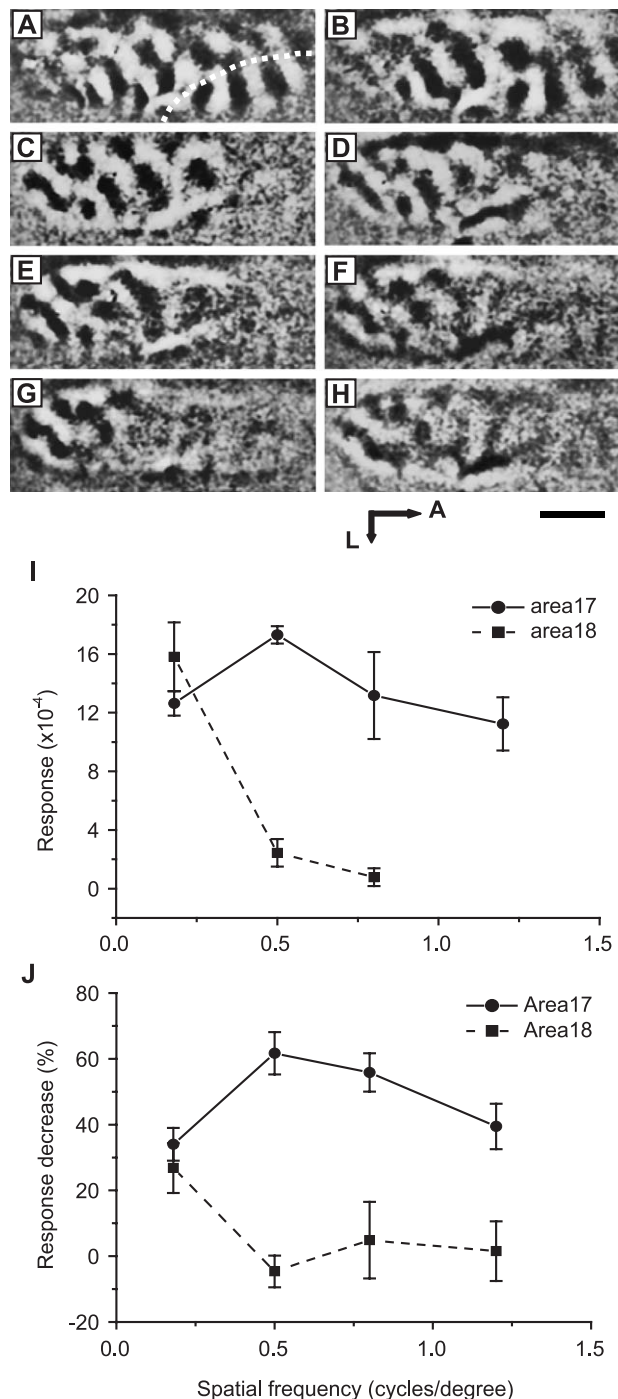 A
B
C
D
E
F
G
H
A
L
I
20
16
12
8
4
0
Response (x10⁻⁴)
area17
area18
0.0
0.5
1.0
1.5
J
80
60
40
20
0
-20
Response decrease (%)
Area17
Area18
0.0
0.5
1.0
1.5
Spatial frequency (cycles/degree)